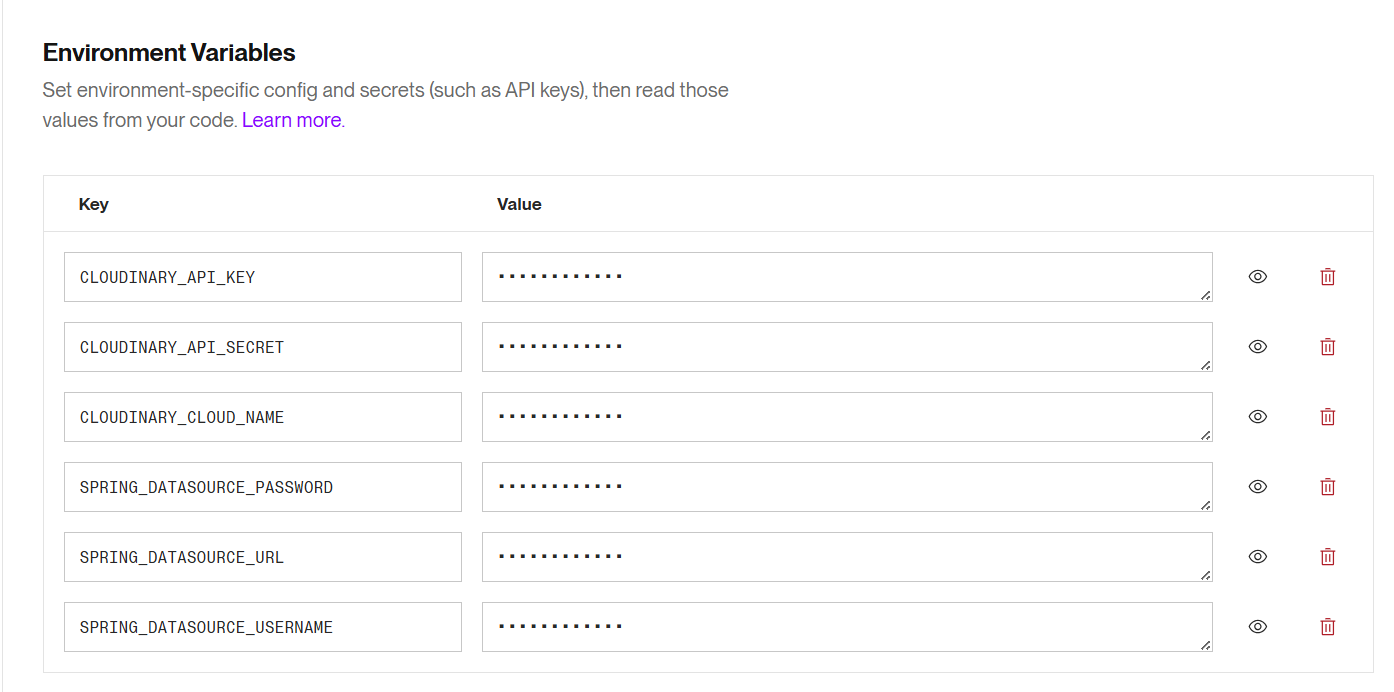 Environment Variables
Set environment-specific config and secrets (such as API keys), then read those
values from your code. Learn more.
Key Value
CLOUDINARY_API_KEY ············
CLOUDINARY_API_SECRET ············
CLOUDINARY_CLOUD_NAME ············
SPRING_DATASOURCE_PASSWORD ············
SPRING_DATASOURCE_URL ············
SPRING_DATASOURCE_USERNAME ············